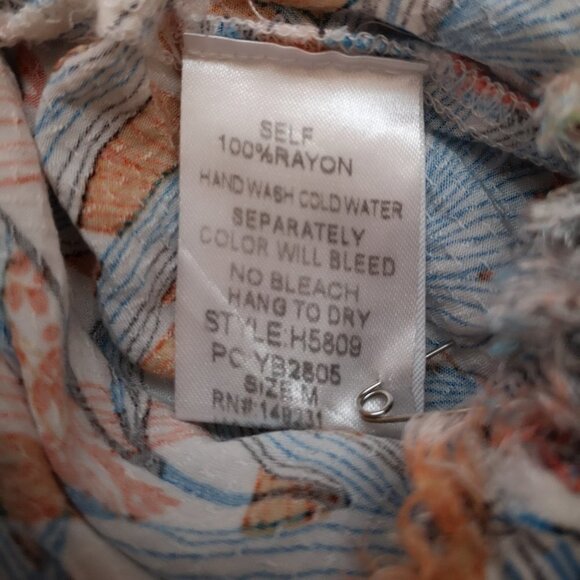 SELF
100%RAYON
HAND WASH COLD WATER
SEPARATELY
COLOR WILL BLEED
NO BLEACH
HANG TO DRY
STYLE:H5809
PO: YB2805
SIZE:M
RN#:148231